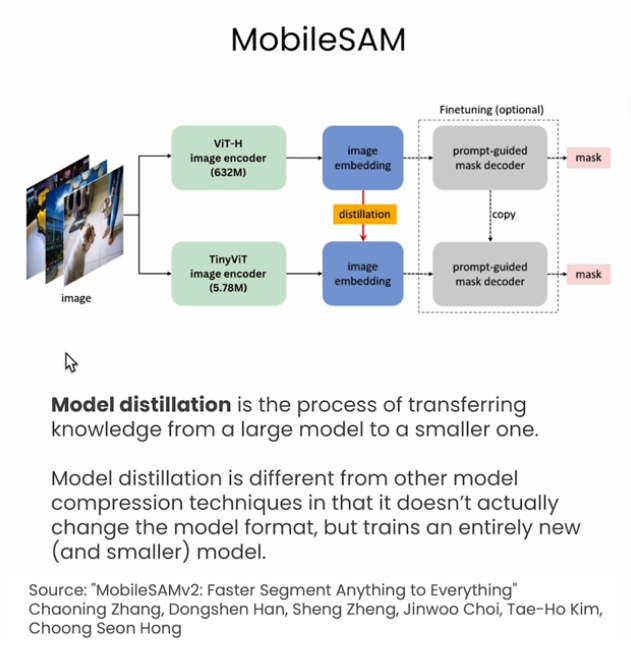 MobileSAM
Finetuning (optional)
ViT-H
image encoder
(632M)
image
embedding
prompt-guided
mask decoder
mask
distillation
copy
TinyViT
image encoder
(5.78M)
image
embedding
prompt-guided
mask decoder
mask
image
Model distillation is the process of transferring
knowledge from a large model to a smaller one.
Model distillation is different from other model
compression techniques in that it doesn’t actually
change the model format, but trains an entirely new
(and smaller) model.
Source: "MobileSAMv2: Faster Segment Anything to Everything"
Chaoning Zhang, Dongshen Han, Sheng Zheng, Jinwoo Choi, Tae-Ho Kim,
Choong Seon Hong